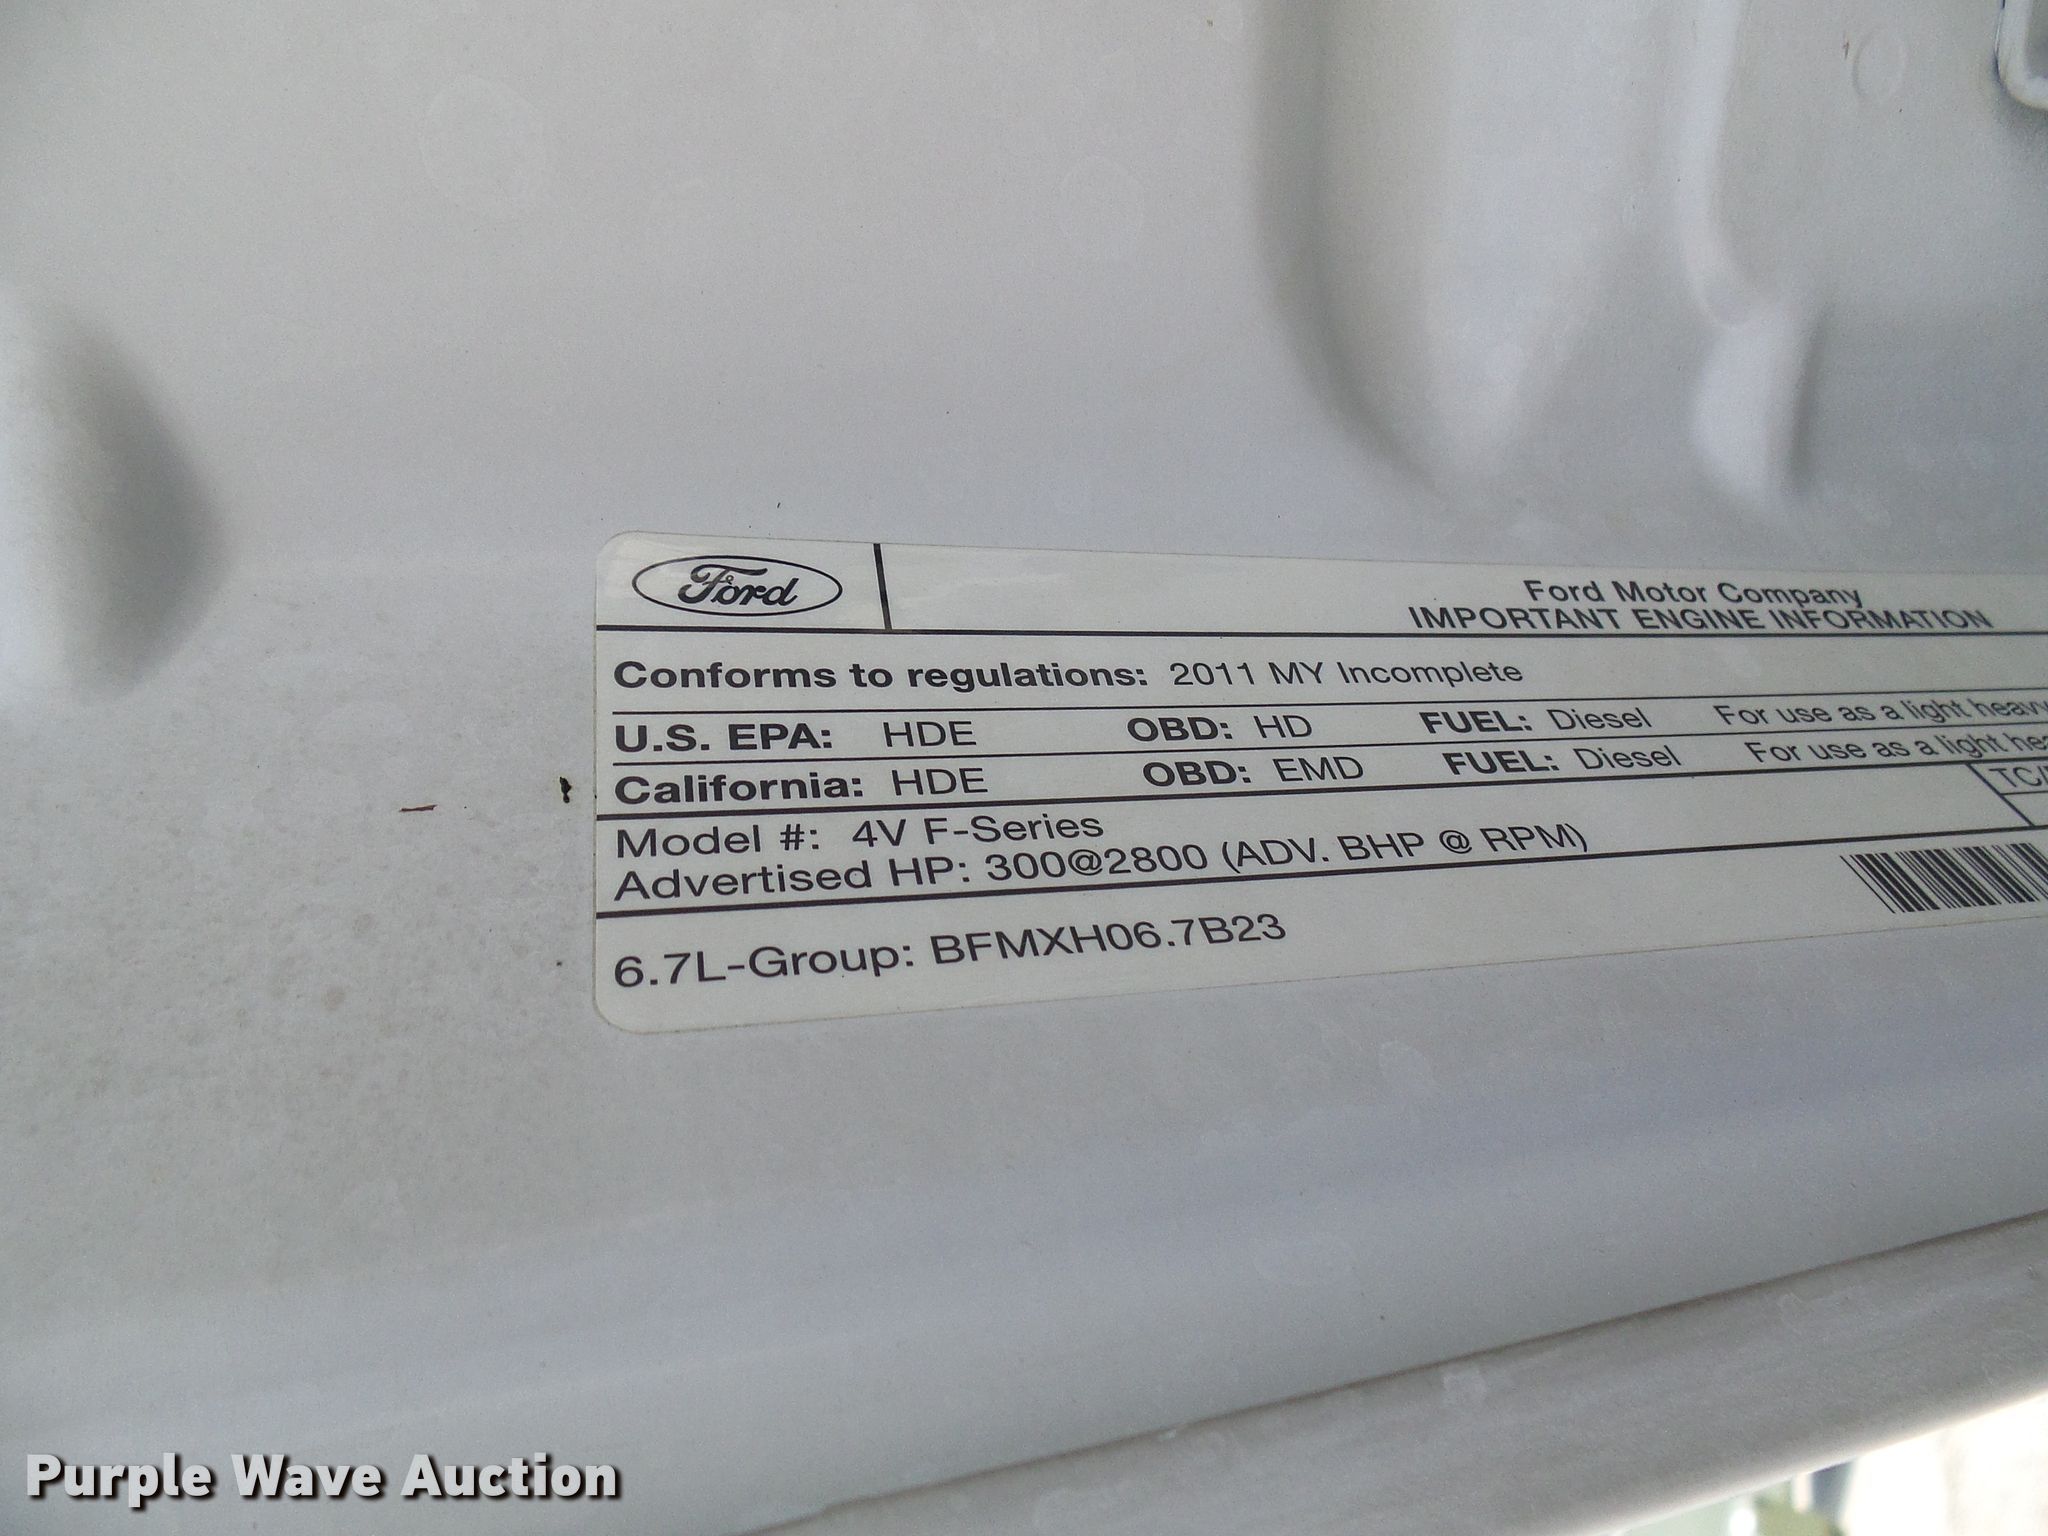 Ford
Ford Motor Company
IMPORTANT ENGINE INFORMATION
Conforms to regulations: 2011 MY Incomplete
U.S. EPA: HDE OBD: HD FUEL: Diesel For use as a light heavy
California: HDE OBD: EMD FUEL: Diesel For use as a light
Model #: 4V F-Series
Advertised HP: 300@2800 (ADV. BHP @ RPM)
6.7L-Group: BFMXH06.7B23
Purple Wave Auction